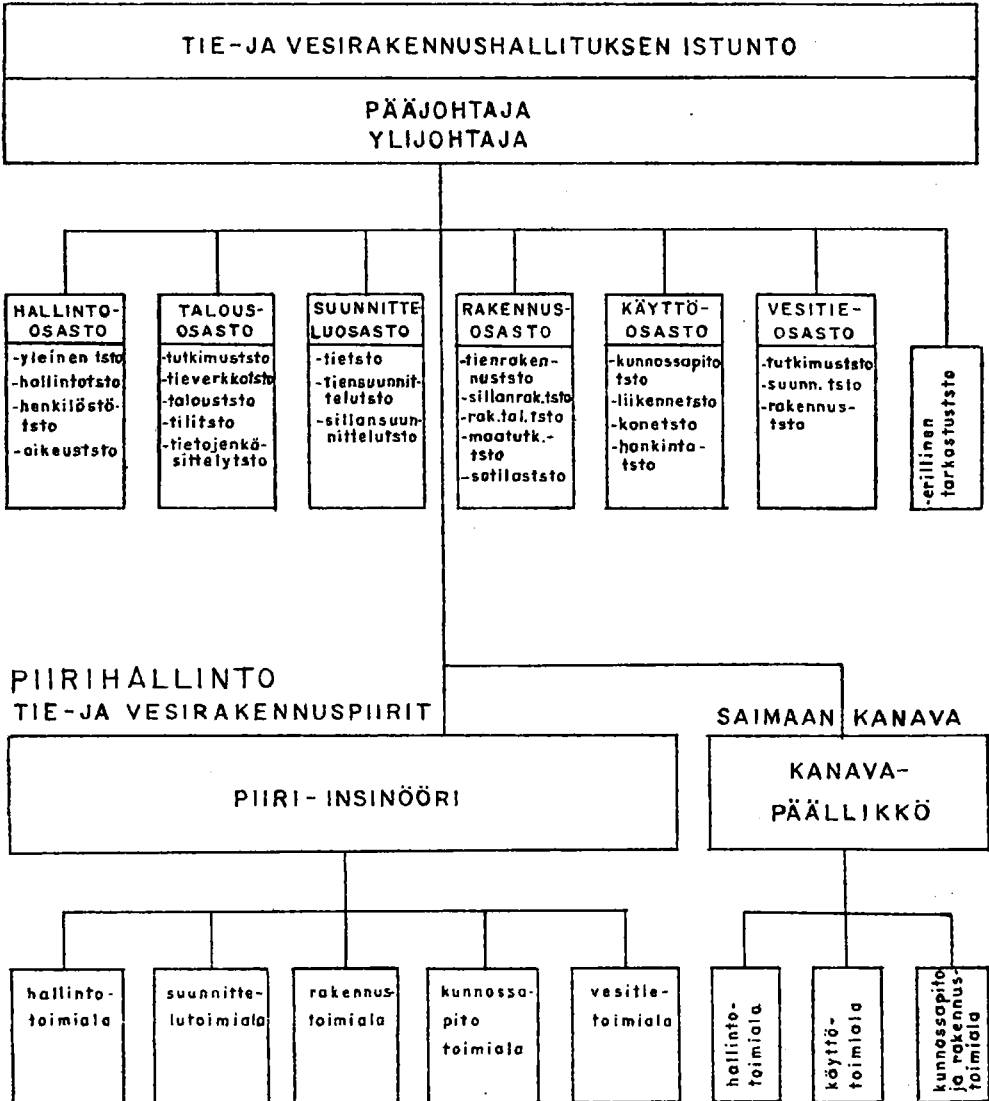 TIE-JA VESIRAKENNUSHALLITUKSEN ISTUNTO
PÄÄJOHTAJA
YLIJOHTAJA
HALLINTO-
OSASTO
-yleinen tsto
-hallintotsto
-henkilöstö-
tsto
-oikeuststo
TALOUS-
OSASTO
-tutkimuststo
-tieverkkotsto
-talouststo
-tilitsto
-tietojenkä-
sittelytsto
SUUNNITTE
LUOSASTO
-tietsto
-tiensuunnit-
telutsto
-sillansuun-
nittelutsto
RAKENNUS-
OSASTO
-tienraken-
nuststo
-sillanrak.tsto
-rak.tal.tsto
-maatutk.-
tsto
-sotilaststo
KÄYTTÖ-
OSASTO
-kunnossapito
tsto
-liikennetsto
-konetsto
-hankinta-
tsto
VESITIE-
OSASTO
-tutkimuststo
-suunn. tsto
-rakennus-
tsto
-erillinen
tarkastuststo
PIIRIHALLINTO
TIE-JA VESIRAKENNUSPIIRIT
PIIRI-INSINÖÖRI
hallinto-
toimiala
suunnitte-
lutoimiala
rakennus-
toimiala
kunnossa-
pito
toimiala
vesitie-
toimiala
SAIMAAN KANAVA
KANAVA-
PÄÄLLIKKÖ
hallinto-
toimiala
käyttö-
toimiala
kunnossapito
ja rakennus-
toimiala